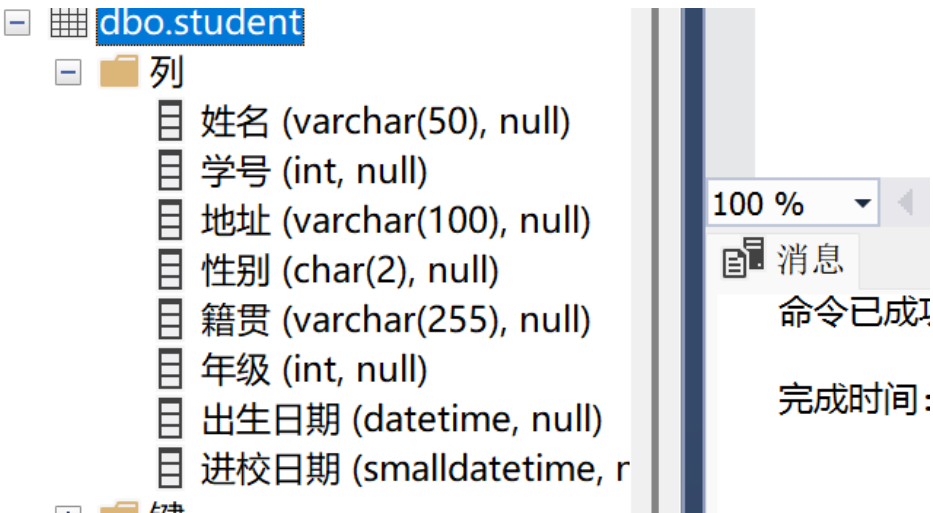 dbo.student
列
姓名 (varchar(50), null)
学号 (int, null)
地址 (varchar(100), null)
性别 (char(2), null)
籍贯 (varchar(255), null)
年级 (int, null)
出生日期 (datetime, null)
进校日期 (smalldatetime,
键
100 %
消息
命令已成
完成时间: